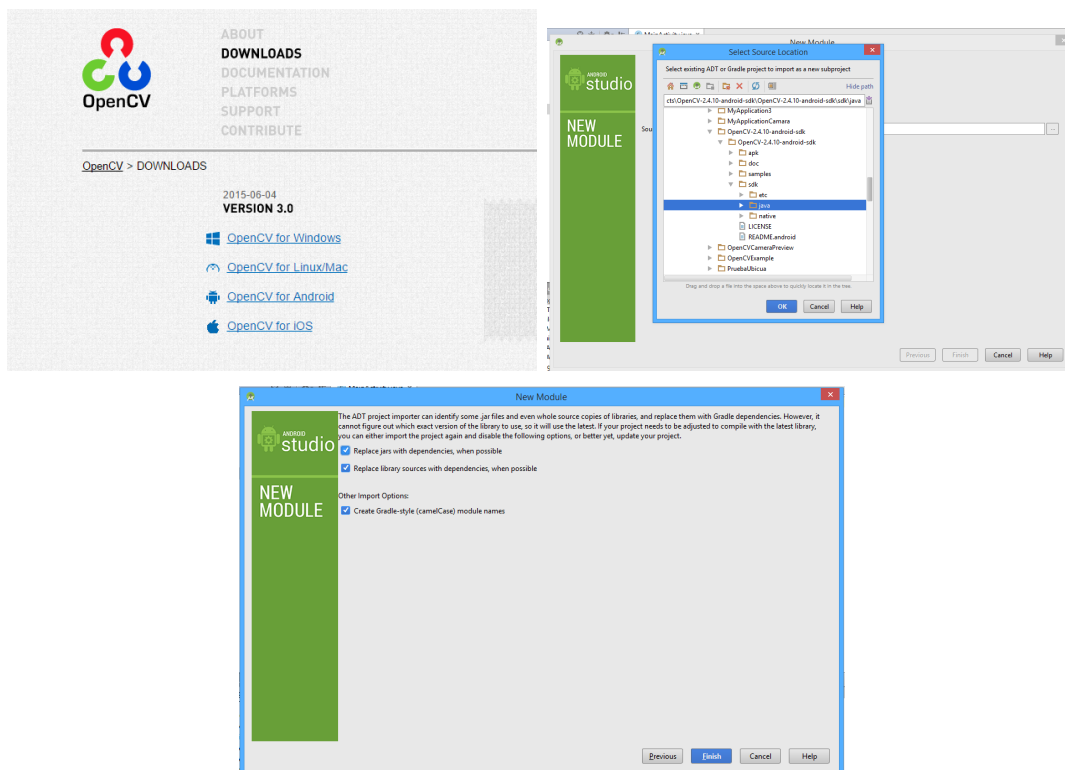 OpenCV
ABOUT
DOWNLOADS
DOCUMENTATION
PLATFORMS
SUPPORT
CONTRIBUTE
OpenCV > DOWNLOADS
2015-06-04
VERSION 3.0
OpenCV for Windows
OpenCV for Linux/Mac
OpenCV for Android
OpenCV for iOS
New Module
Select Source Location
ANDROID
studio
NEW
MODULE
Select existing ADT or Gradle project to import as a new subproject
Hide path
cts\OpenCV-2.4.10-android-sdk\OpenCV-2.4.10-android-sdk\sdk\java
MyApplication3
MyApplicationCamara
OpenCV-2.4.10-android-sdk
OpenCV-2.4.10-android-sdk
apk
doc
samples
sdk
etc
java
native
LICENSE
README.android
OpenCVCameraPreview
OpenCVExample
PruebaUbicua
Drag and drop a file into the space above to quickly locate it in the tree.
OK Cancel Help
Sou
...
Previous Finish Cancel Help
New Module
ANDROID
studio
NEW
MODULE
The ADT project importer can identify some .jar files and even whole source copies of libraries, and replace them with Gradle dependencies. However, it
cannot figure out which exact version of the library to use, so it will use the latest. If your project needs to be adjusted to compile with the latest library,
you can either import the project again and disable the following options, or better yet, update your project.
Replace jars with dependencies, when possible
Replace library sources with dependencies, when possible
Other Import Options:
Create Gradle-style (camelCase) module names
Previous Finish Cancel Help